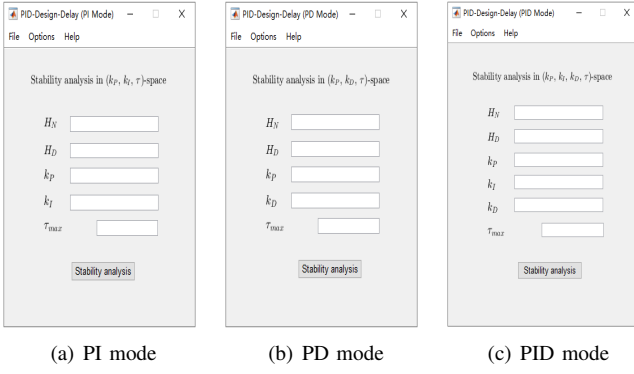 PID-Design-Delay (PI Mode)
File Options Help
Stability analysis in (k_P, k_I, τ)-space
H_N
H_D
k_P
k_I
τ_max
Stability analysis
(a) PI mode
PID-Design-Delay (PI Mode)
File Options Help
Stability analysis in (k_P, k_D, τ)-space
H_N
H_D
k_P
k_D
τ_max
Stability analysis
(b) PD mode
PID-Design-Delay (PI Mode)
File Options Help
Stability analysis in (k_P, k_I, k_D, τ)-space
H_N
H_D
k_P
k_I
k_D
τ_max
Stability analysis
(c) PID mode